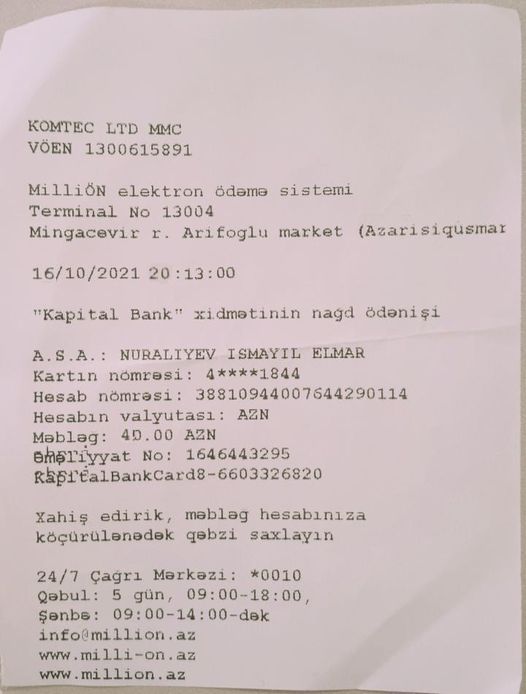 KOMTEC LTD MMC
VÖEN 1300615891
MilliÖN elektron ödəmə sistemi
Terminal No 13004
Mingacevir r. Arifoglu market (Azarisiqusmar
16/10/2021 20:13:00
"Kapital Bank" xidmətinin nağd ödənişi
A.S.A.: NURALIYEV ISMAYIL ELMAR
Kartın nömrəsi: 4****1844
Hesab nömrəsi: 38810944007644290114
Hesabın valyutası: AZN
Məbləg: 40.00 AZN
Əməliyyat No: 1646443295
KapitalBankCard8-6603326820
Xahiş edirik, məbləg hesabınıza
köçürülənədək qəbzi saxlayın
24/7 Çağrı Mərkəzi: *0010
Qəbul: 5 gün, 09:00-18:00,
Şənbə: 09:00-14:00-dək
info@million.az
www.milli-on.az
www.million.az